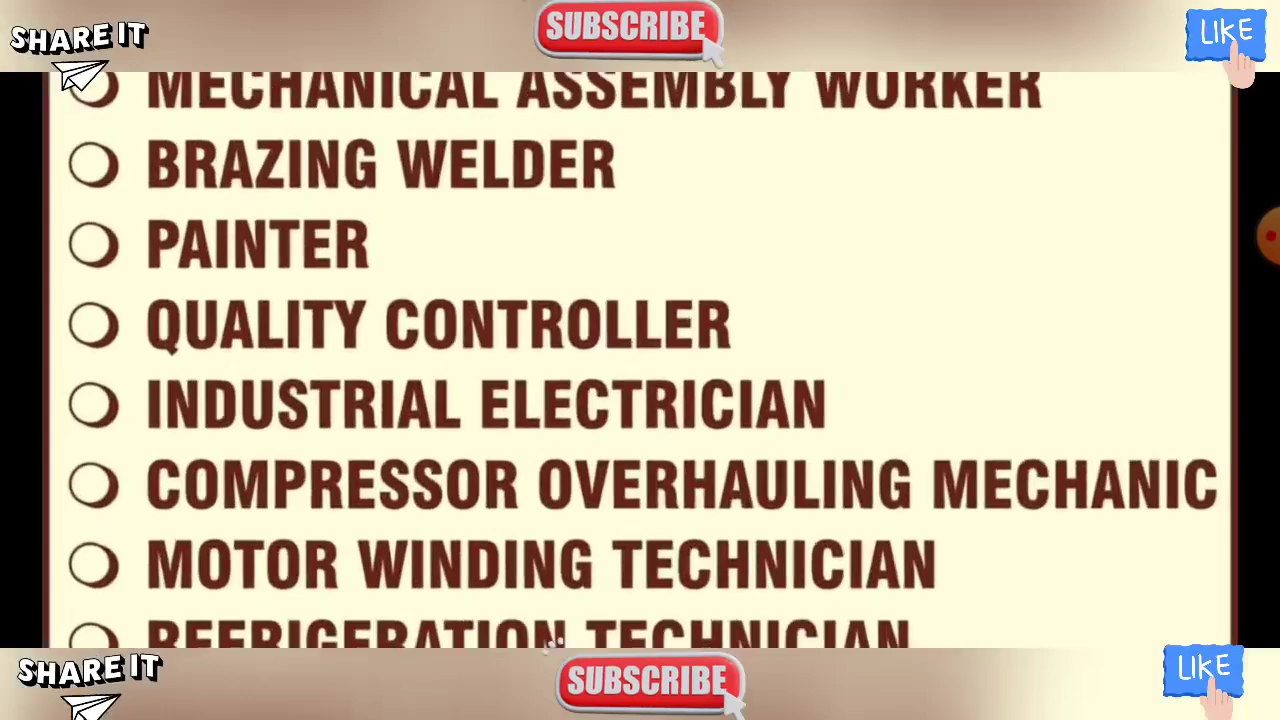 SHARE IT
SUBSCRIBE
LIKE
MECHANICAL ASSEMBLY WORKER
BRAZING WELDER
PAINTER
QUALITY CONTROLLER
INDUSTRIAL ELECTRICIAN
COMPRESSOR OVERHAULING MECHANIC
MOTOR WINDING TECHNICIAN
REFRIGERATION TECHNICIAN
SHARE IT
SUBSCRIBE
LIKE